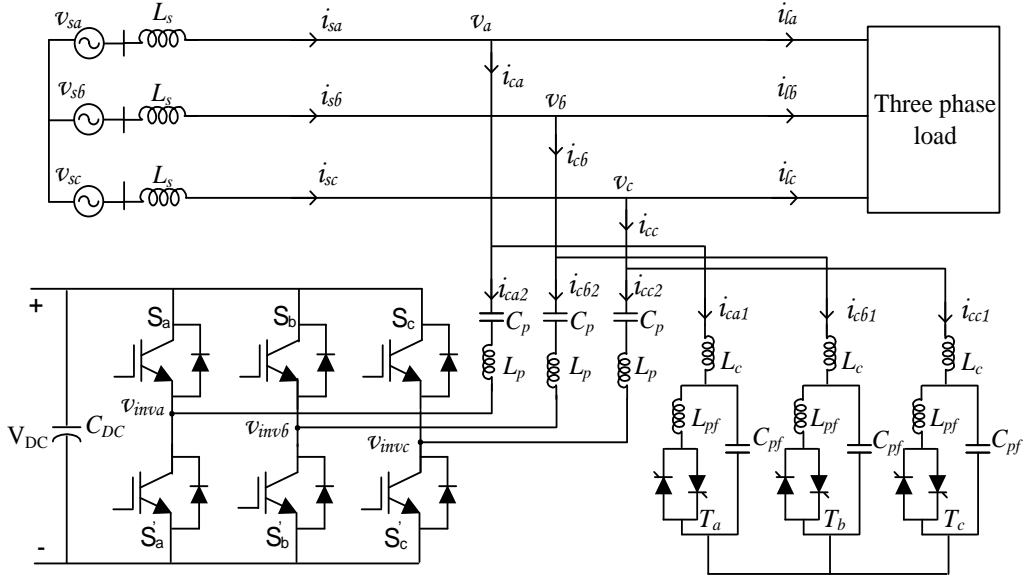 v_sa L_s i_sa v_a i_la
i_ca
v_sb L_s i_sb v_b i_lb
Three phase
load
i_cb
v_sc L_s i_sc v_c i_lc
i_cc
+ S_a S_b S_c i_ca2 i_cb2 i_cc2 i_ca1 i_cb1 i_cc1
C_p C_p C_p
L_p L_p L_p L_c L_c L_c
v_inva v_invb v_invc
V_DC C_DC
L_pf C_pf L_pf C_pf L_pf C_pf
S'_a S'_b S'_c T_a T_b T_c
-